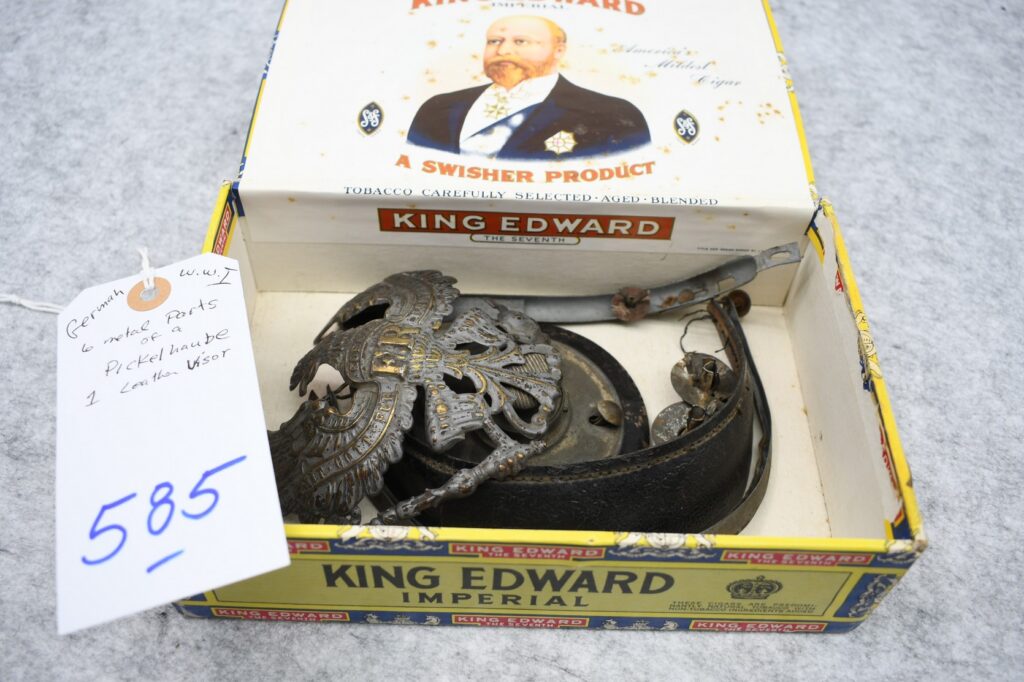 KING EDWARD
IMPERIAL
America's
Mildest
Cigar
S&S
S&S
A SWISHER PRODUCT
TOBACCO CAREFULLY SELECTED · AGED · BLENDED
KING EDWARD
THE SEVENTH
German W.W.I
6 metal Parts
of a
Pickelhaube
1 Leather Visor
585
FR
KING EDWARD
KING EDWARD
THE SEVENTH
KING EDWARD
THE SEVENTH
KING EDWARD
THE SEVENTH
KING EDWARD
IMPERIAL
KING EDWARD
THE SEVENTH
KING EDWARD
THE SEVENTH
KING EDWARD
THE SEVENTH